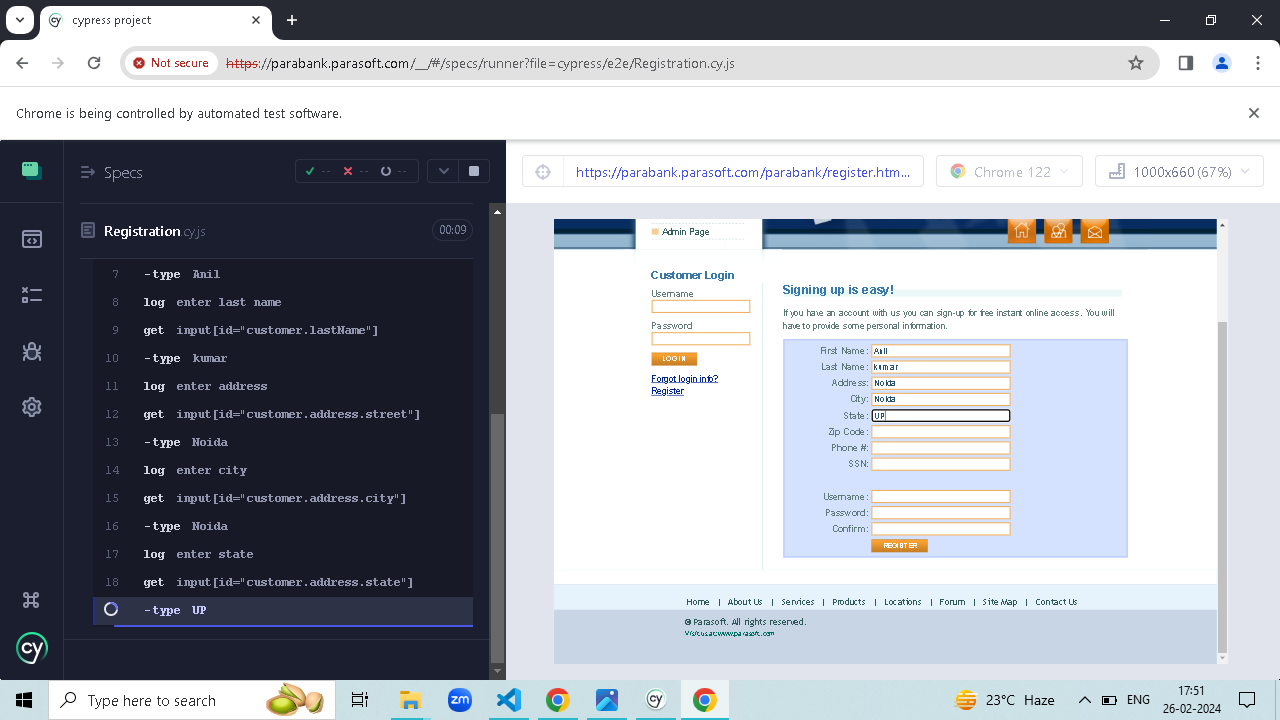 cypress project
Not secure
https://parabank.parasoft.com/__/#/specs/runner?file=cypress/e2e/Registration.cy.js
Chrome is being controlled by automated test software.
Specs
-- -- --
https://parabank.parasoft.com/parabank/register.htm...
Chrome 122
1000x660 (67%)
Registration cy.js
00:09
7 -type Anil
8 log enter last name
9 get input[id="customer.lastName"]
10 -type kumar
11 log enter address
12 get input[id="customer.address.street"]
13 -type Noida
14 log enter city
15 get input[id="customer.address.city"]
16 -type Noida
17 log enter state
18 get input[id="customer.address.state"]
-type UP
cy
Admin Page
Customer Login
Username
Password
LOG IN
Forgot login info?
Register
Signing up is easy!
If you have an account with us you can sign-up for free instant online access. You will
have to provide some personal information.
First Name: Anil
Last Name: kumar
Address: Noida
City: Noida
State: UP
Zip Code:
Phone #:
SSN:
Username:
Password:
Confirm:
REGISTER
Home | About Us | Services | Products | Locations | Forum | Site Map | Contact Us
© Parasoft. All rights reserved.
Visit us at:www.parasoft.com
Type here to search
zm
cy
23°C Haze
ENG
17:51
26-02-2024